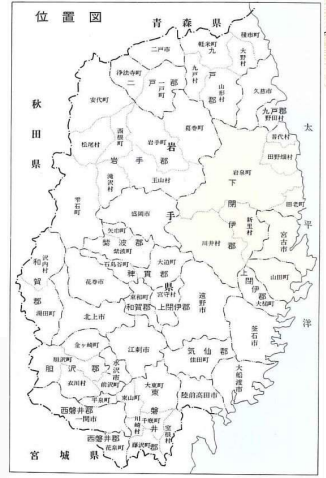 位置図
青森県
種市町
二戸市
軽米町
九
大野村
浄法寺町
九戸村
戸
二
戸
一戸町
郡
山形村
郡
久慈市
安代町
九戸郡
野田村
秋田県
葛巻町
太
西根町
普代村
松尾村
岩手町
岩
田野畑村
岩
手
郡
岩泉町
下
滝沢村
玉山村
雫石町
閉
田老町
盛岡市
手
平
伊
新里村
矢巾町
宮古市
紫波郡
川井村
郡
紫波町
沢内村
石鳥谷町
大迫町
和賀郡
稗貫郡
山田町
県
上閉伊郡
花巻市
東和町
宮守村
大槌町
湯田町
和賀郡
上閉伊郡
遠野市
洋
北上市
釜石市
金ヶ崎町
胆沢町
水沢市
江刺市
気仙郡
胆沢郡
住田町
衣川村
前沢町
大東町
大船渡市
平泉町
東山町
東
陸前高田市
西磐井郡
磐
一関市
千厩町
室根村
川崎村
井
西磐井郡
花泉町
藤沢町
郡
宮城県